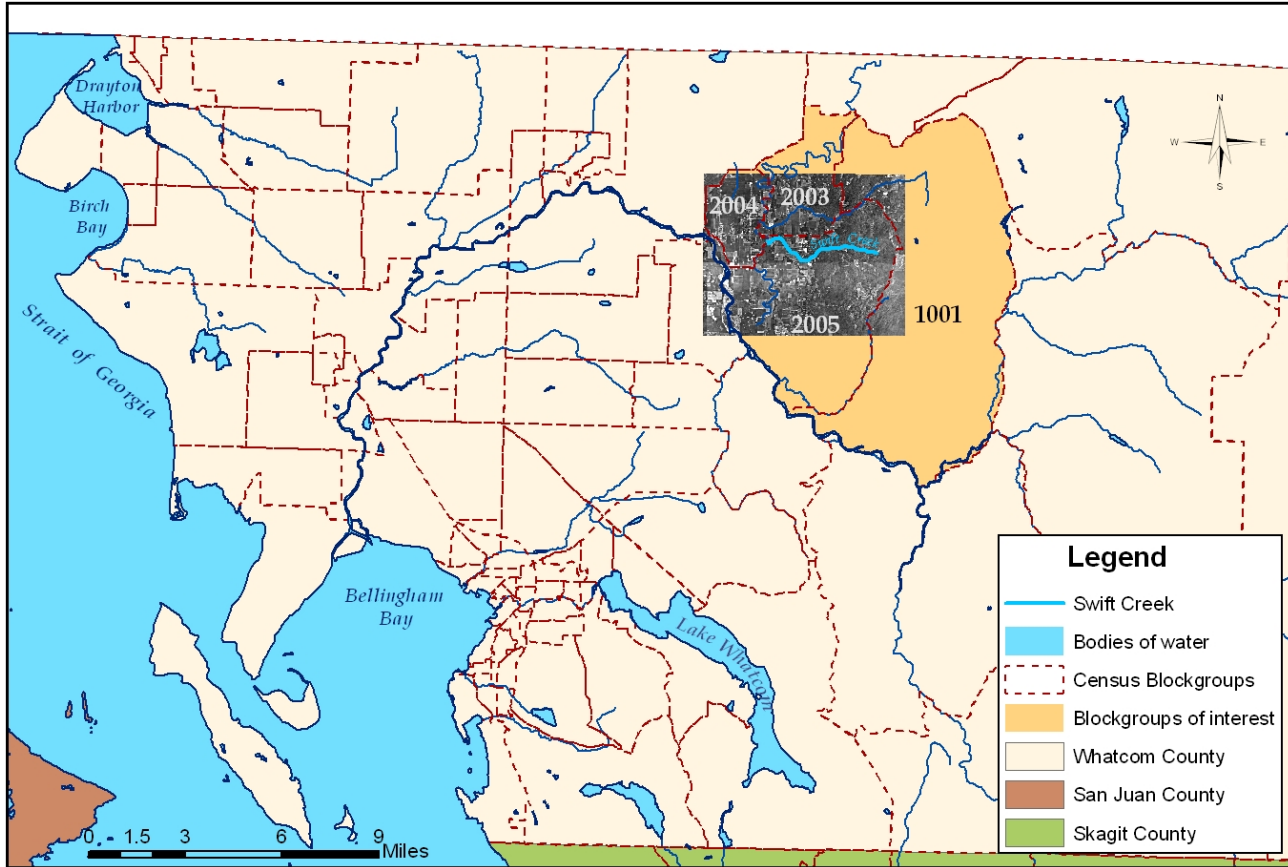 Drayton
Harbor
Birch
Bay
Strait of Georgia
N
W E
S
2004
2003
Swift Creek
2005
1001
Bellingham
Bay
Lake Whatcom
Legend
Swift Creek
Bodies of water
Census Blockgroups
Blockgroups of interest
Whatcom County
San Juan County
Skagit County
0 1.5 3 6 9
Miles